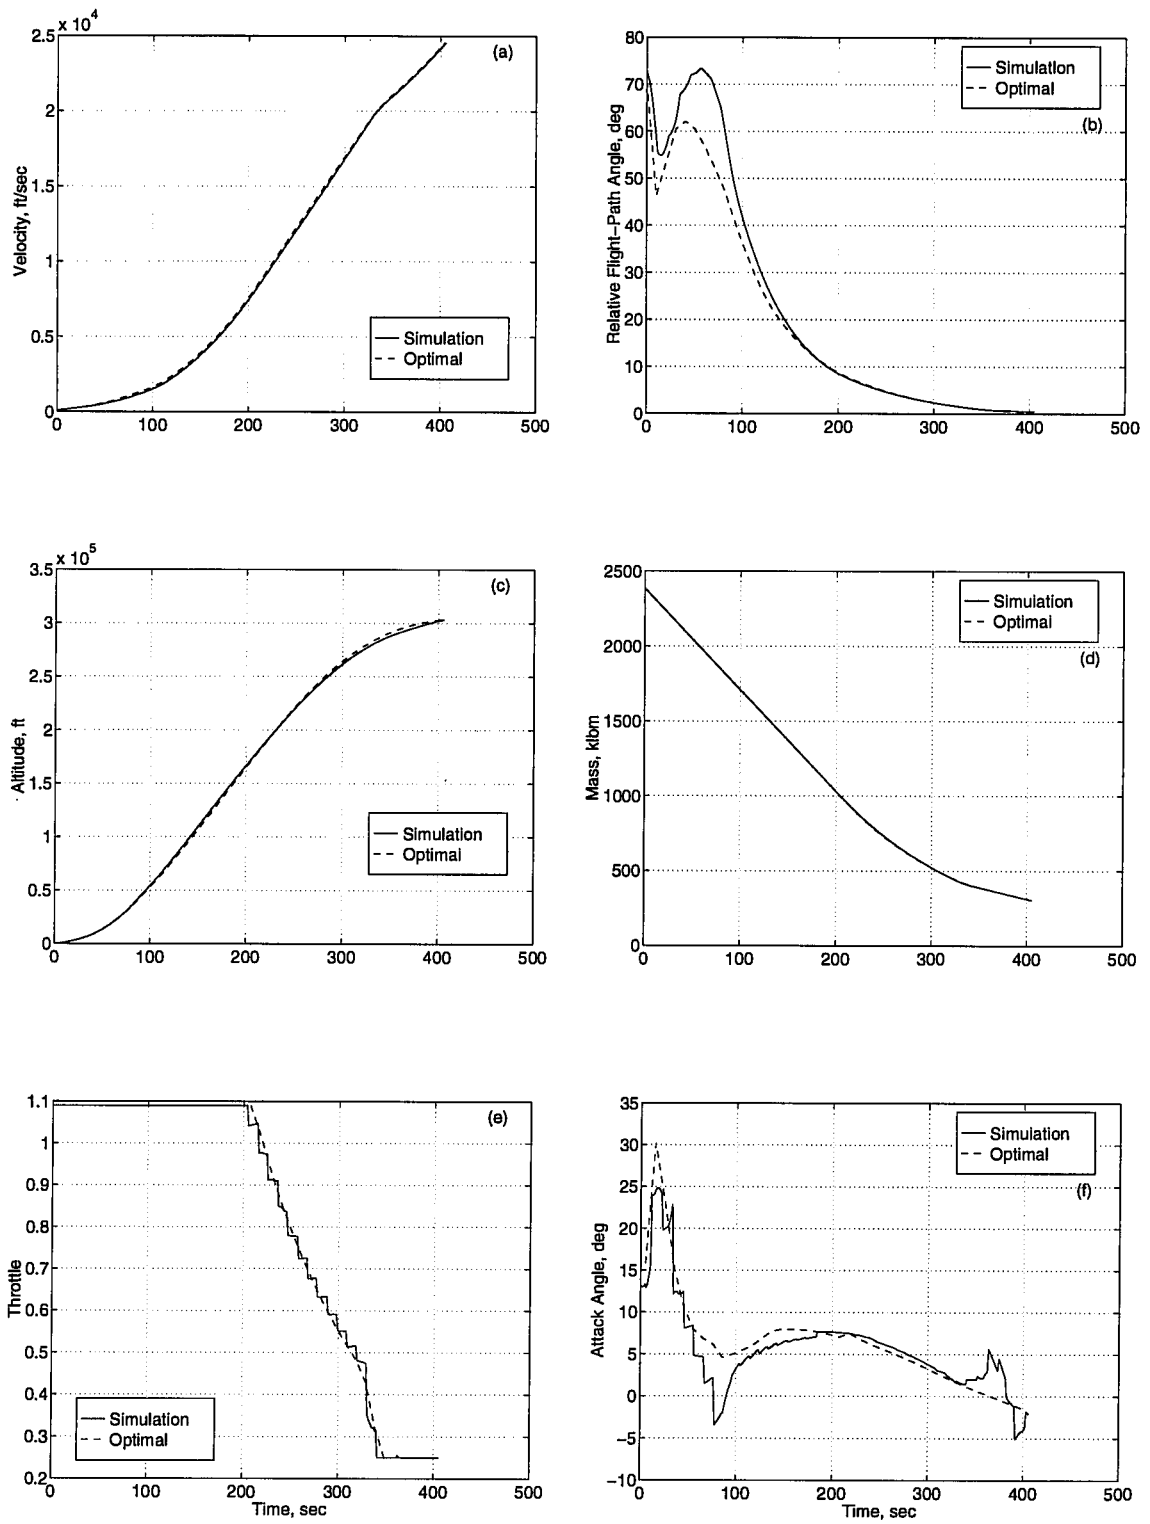 x 10^4
2.5
2
1.5
1
0.5
0
Velocity, ft/sec
(a)
Simulation
Optimal
0 100 200 300 400 500
80
70
60
50
40
30
20
10
0
Relative Flight-Path Angle, deg
Simulation
Optimal
(b)
0 100 200 300 400 500
x 10^5
3.5
3
2.5
2
1.5
1
0.5
0
Altitude, ft
(c)
Simulation
Optimal
0 100 200 300 400 500
2500
2000
1500
1000
500
0
Mass, klbm
Simulation
Optimal
(d)
0 100 200 300 400 500
1.1
1
0.9
0.8
0.7
0.6
0.5
0.4
0.3
0.2
Throttle
(e)
Simulation
Optimal
0 100 200 300 400 500
Time, sec
35
30
25
20
15
10
5
0
−5
−10
Attack Angle, deg
Simulation
Optimal
(f)
0 100 200 300 400 500
Time, sec